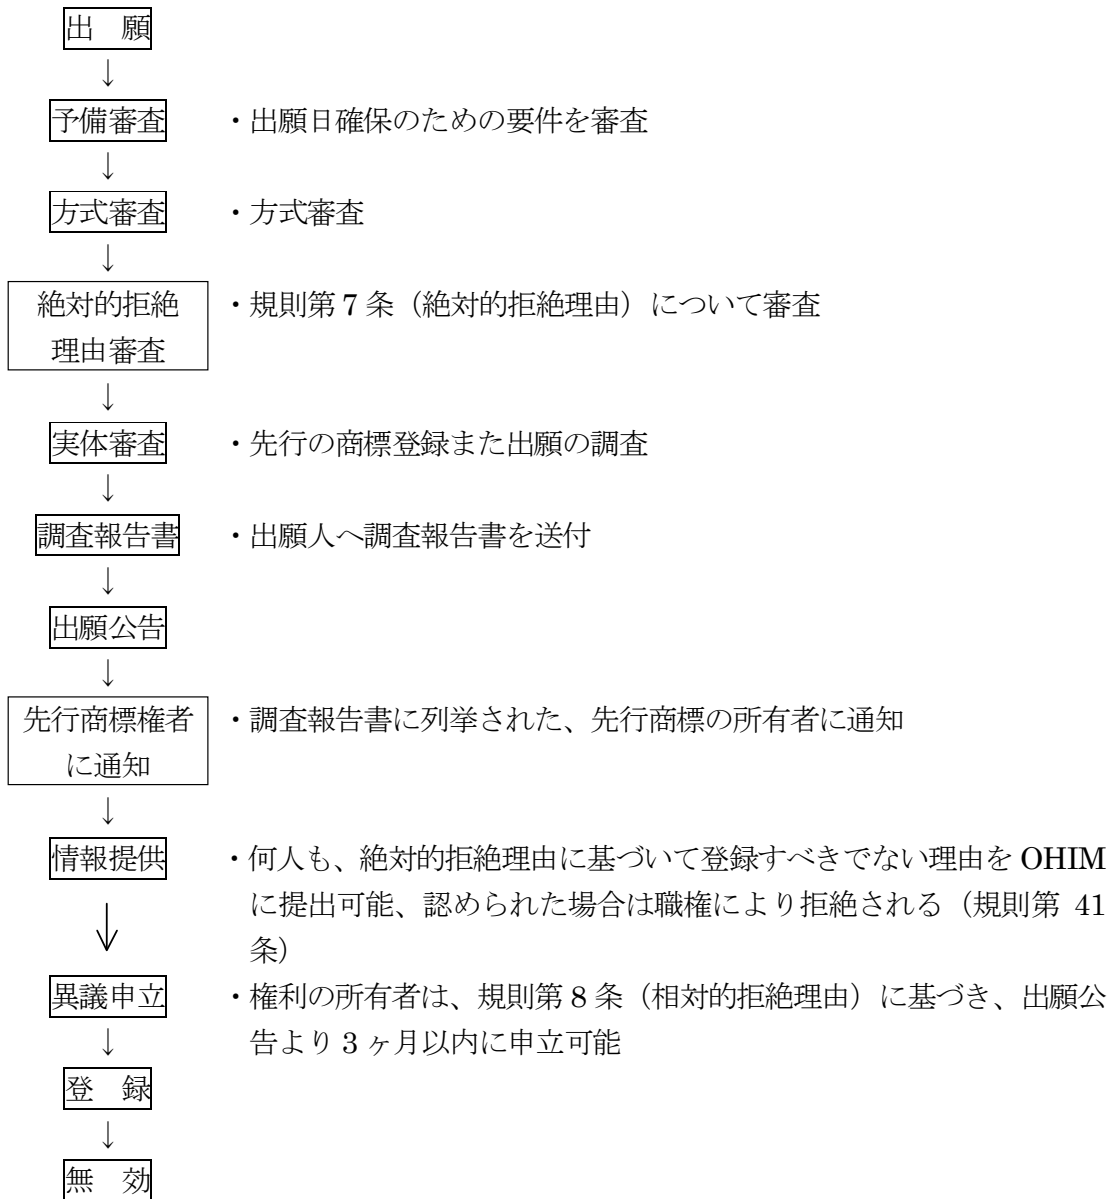 出　願
↓
予備審査　・出願日確保のための要件を審査
↓
方式審査　・方式審査
↓
絶対的拒絶　・規則第 7 条（絶対的拒絶理由）について審査
理由審査
↓
実体審査　・先行の商標登録また出願の調査
↓
調査報告書　・出願人へ調査報告書を送付
↓
出願公告
↓
先行商標権者　・調査報告書に列挙された、先行商標の所有者に通知
に通知
↓
情報提供　・何人も、絶対的拒絶理由に基づいて登録すべきでない理由を OHIM
に提出可能、認められた場合は職権により拒絶される（規則第 41
↓
条）
異議申立　・権利の所有者は、規則第 8 条（相対的拒絶理由）に基づき、出願公
告より 3 ヶ月以内に申立可能
↓
登　録
↓
無　効